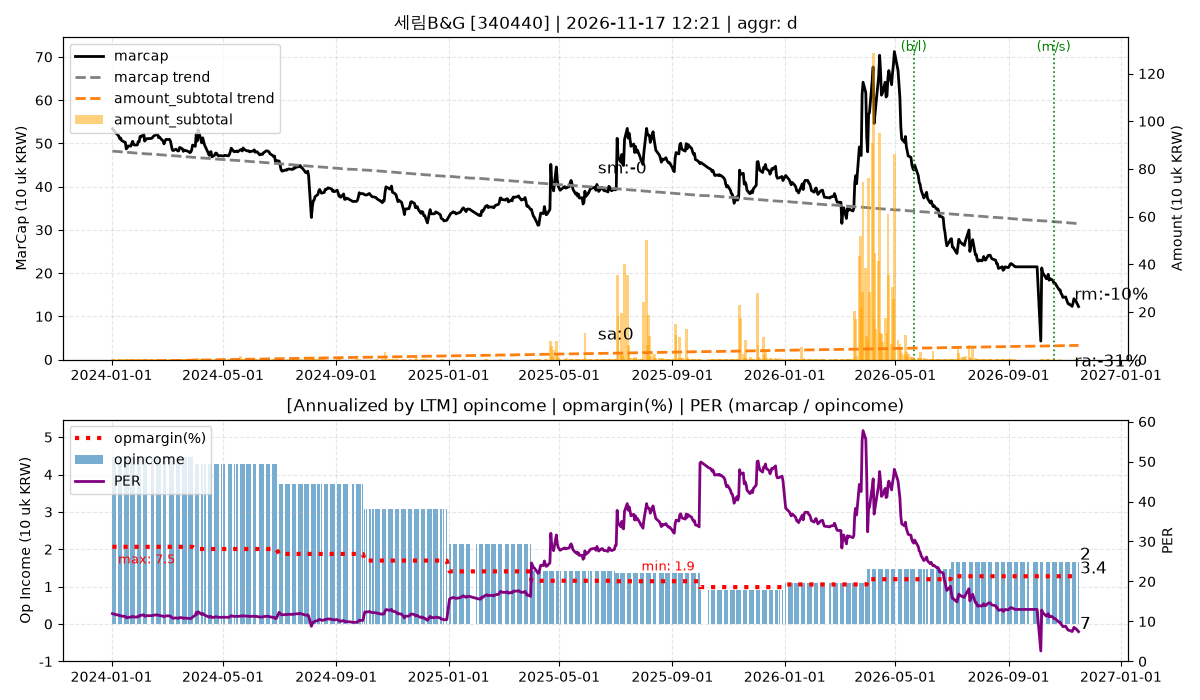 세림B&G [340440] | 2026-11-17 12:21 | aggr: d
marcap
marcap trend
amount_subtotal trend
amount_subtotal
(b/l)
(m/s)
MarCap (10 uk KRW)
Amount (10 uk KRW)
70
60
50
40
30
20
10
0
120
100
80
60
40
20
0
sm:-0
sa:0
rm:-10%
ra:-31%
2024-01-01
2024-05-01
2024-09-01
2025-01-01
2025-05-01
2025-09-01
2026-01-01
2026-05-01
2026-09-01
2027-01-01
[Annualized by LTM] opincome | opmargin(%) | PER (marcap / opincome)
opmargin(%)
opincome
PER
max: 7.5
min: 1.9
2
3.4
7
Op Income (10 uk KRW)
PER
5
4
3
2
1
0
-1
60
50
40
30
20
10
0
2024-01-01
2024-05-01
2024-09-01
2025-01-01
2025-05-01
2025-09-01
2026-01-01
2026-05-01
2026-09-01
2027-01-01